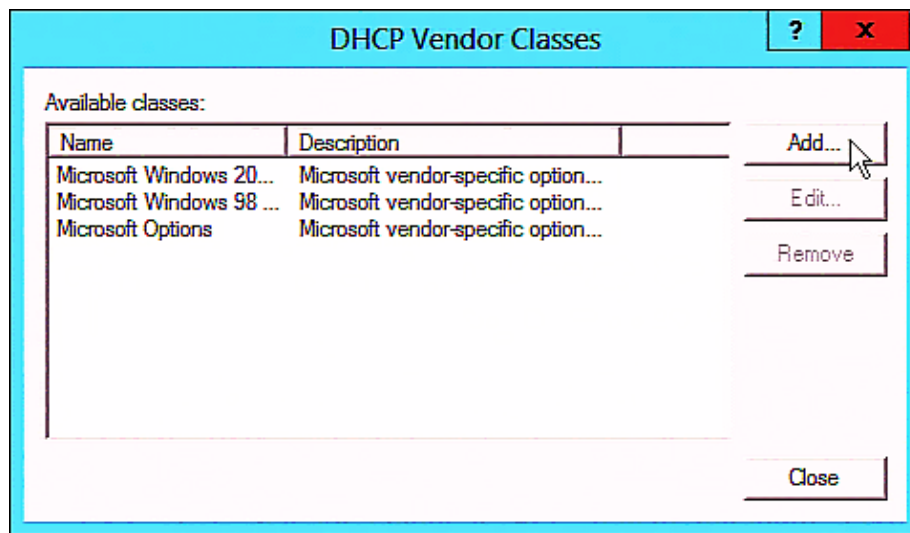 DHCP Vendor Classes
? x
Available classes:
Name Description
Microsoft Windows 20... Microsoft vendor-specific option...
Microsoft Windows 98 ... Microsoft vendor-specific option...
Microsoft Options Microsoft vendor-specific option...
Add...
Edit...
Remove
Close